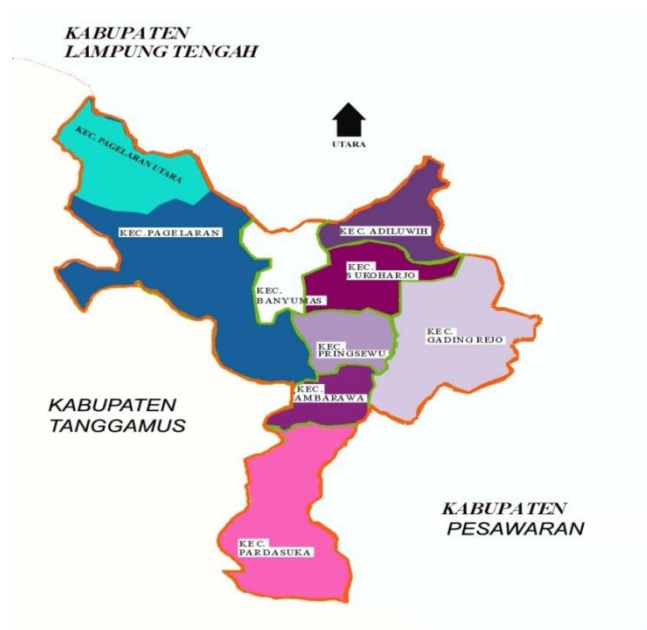 KABUPATEN
LAMPUNG TENGAH
UTARA
KEC. PAGELARAN UTARA
KEC. PAGELARAN
KEC. ADILUWIH
KEC.
SUKOHARJO
KEC.
BANYUMAS
KEC.
GADING REJO
KEC.
PRINGSEWU
KEC.
AMBARAWA
KABUPATEN
TANGGAMUS
KABUPATEN
PESAWARAN
KEC.
PARDASUKA